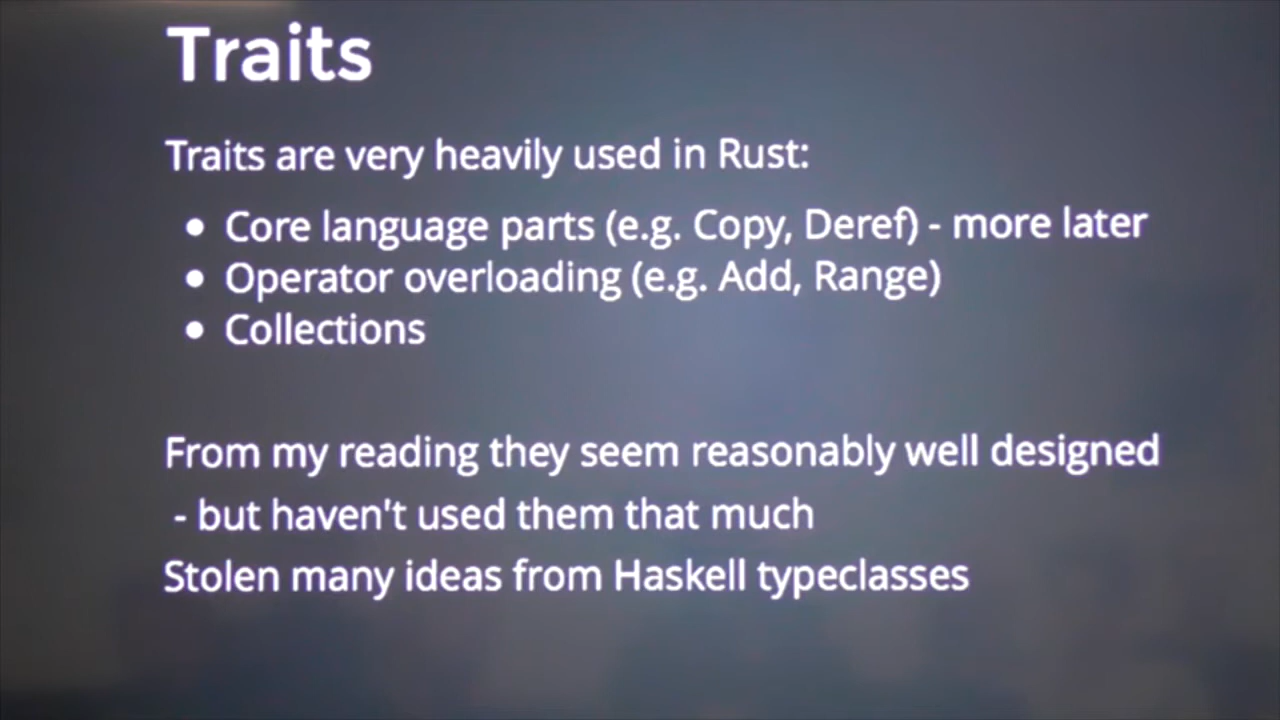 Traits
Traits are very heavily used in Rust:
• Core language parts (e.g. Copy, Deref) - more later
• Operator overloading (e.g. Add, Range)
• Collections
From my reading they seem reasonably well designed
- but haven't used them that much
Stolen many ideas from Haskell typeclasses